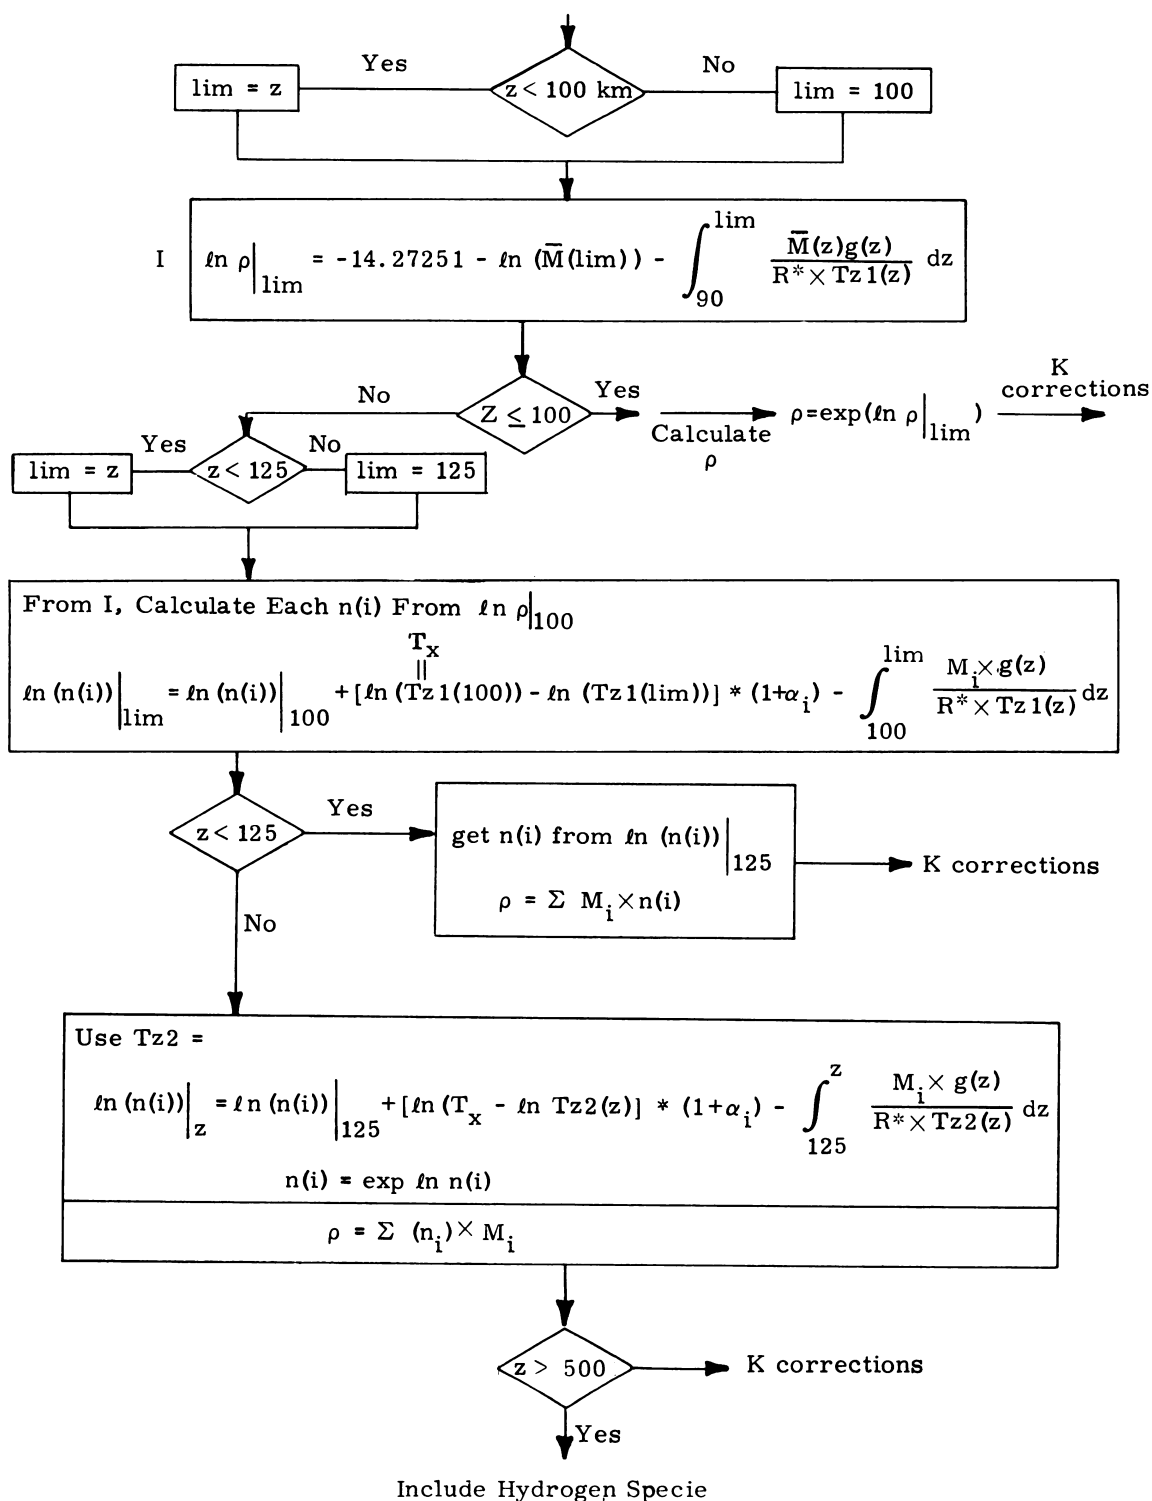 Yes
No
lim = z
z < 100 km
lim = 100
I ℓn ρ|lim = -14.27251 - ℓn (M̅(lim)) - ∫90^lim M̅(z)g(z) / R* × Tz1(z) dz
No
Yes
K corrections
Z ≤ 100
Calculate ρ
ρ=exp(ℓn ρ|lim)
Yes
No
lim = z
z < 125
lim = 125
From I, Calculate Each n(i) From ℓn ρ|100
Tx
||
ℓn (n(i))|lim = ℓn (n(i))|100 + [ℓn (Tz1(100)) - ℓn (Tz1(lim))] * (1+αi) - ∫100^lim Mi × g(z) / R* × Tz1(z) dz
z < 125
Yes
get n(i) from ℓn (n(i))|125
ρ = Σ Mi × n(i)
K corrections
No
Use Tz2 =
ℓn (n(i))|z = ℓn (n(i))|125 + [ℓn (Tx - ℓn Tz2(z)] * (1+αi) - ∫125^z Mi × g(z) / R* × Tz2(z) dz
n(i) = exp ℓn n(i)
ρ = Σ (ni) × Mi
z > 500
K corrections
Yes
Include Hydrogen Specie